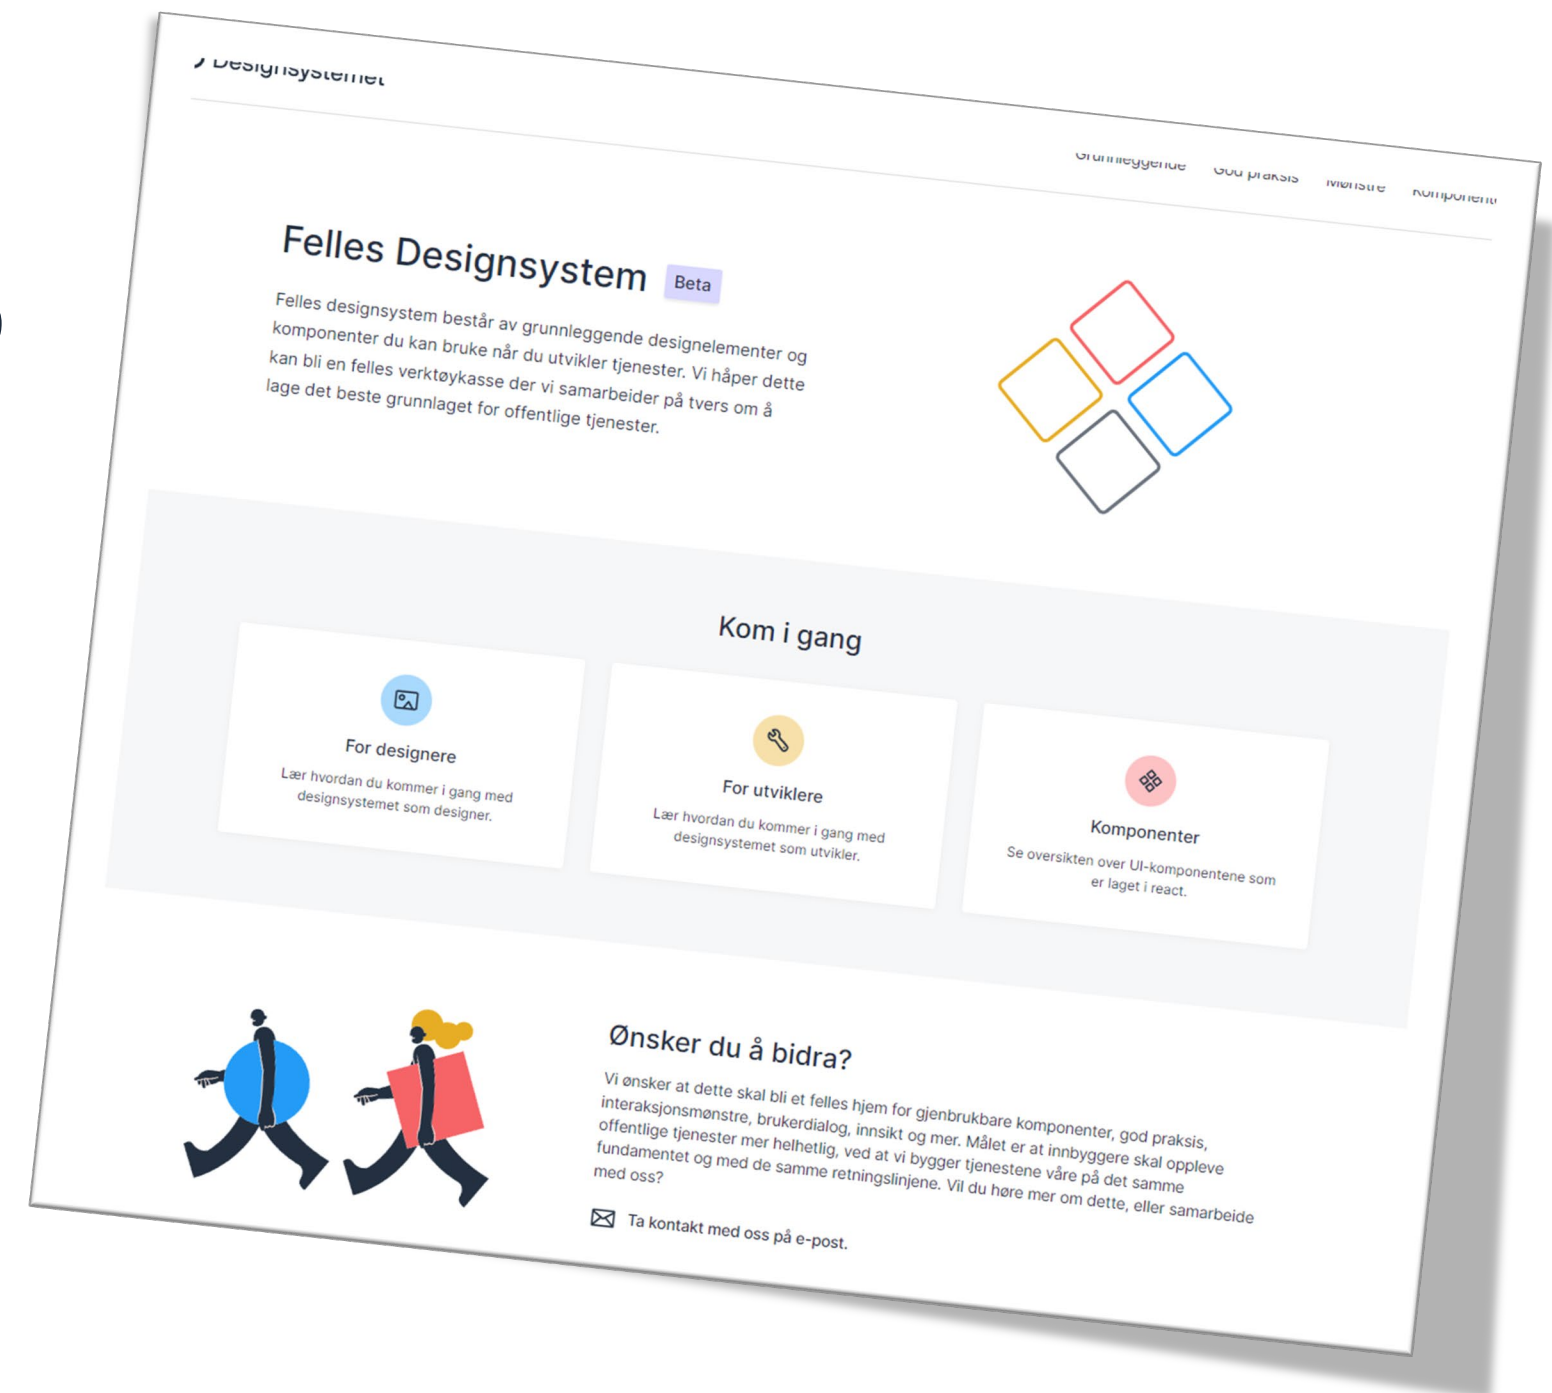 Designsystemet
Grunnleggende God praksis Mønstre
Felles Designsystem Beta
Felles designsystem består av grunnleggende designelementer og
komponenter du kan bruke når du utvikler tjenester. Vi håper dette
kan bli en felles verktøykasse der vi samarbeider på tvers om å
lage det beste grunnlaget for offentlige tjenester.
Kom i gang
For designere
Lær hvordan du kommer i gang med
designsystemet som designer.
For utviklere
Lær hvordan du kommer i gang med
designsystemet som utvikler.
Komponenter
Se oversikten over UI-komponentene som
er laget i react.
Ønsker du å bidra?
Vi ønsker at dette skal bli et felles hjem for gjenbrukbare komponenter, god praksis,
interaksjonsmønstre, brukerdialog, innsikt og mer. Målet er at innbyggere skal oppleve
offentlige tjenester mer helhetlig, ved at vi bygger tjenestene våre på det samme
fundamentet og med de samme retningslinjene. Vil du høre mer om dette, eller samarbeide
med oss?
Ta kontakt med oss på e-post.